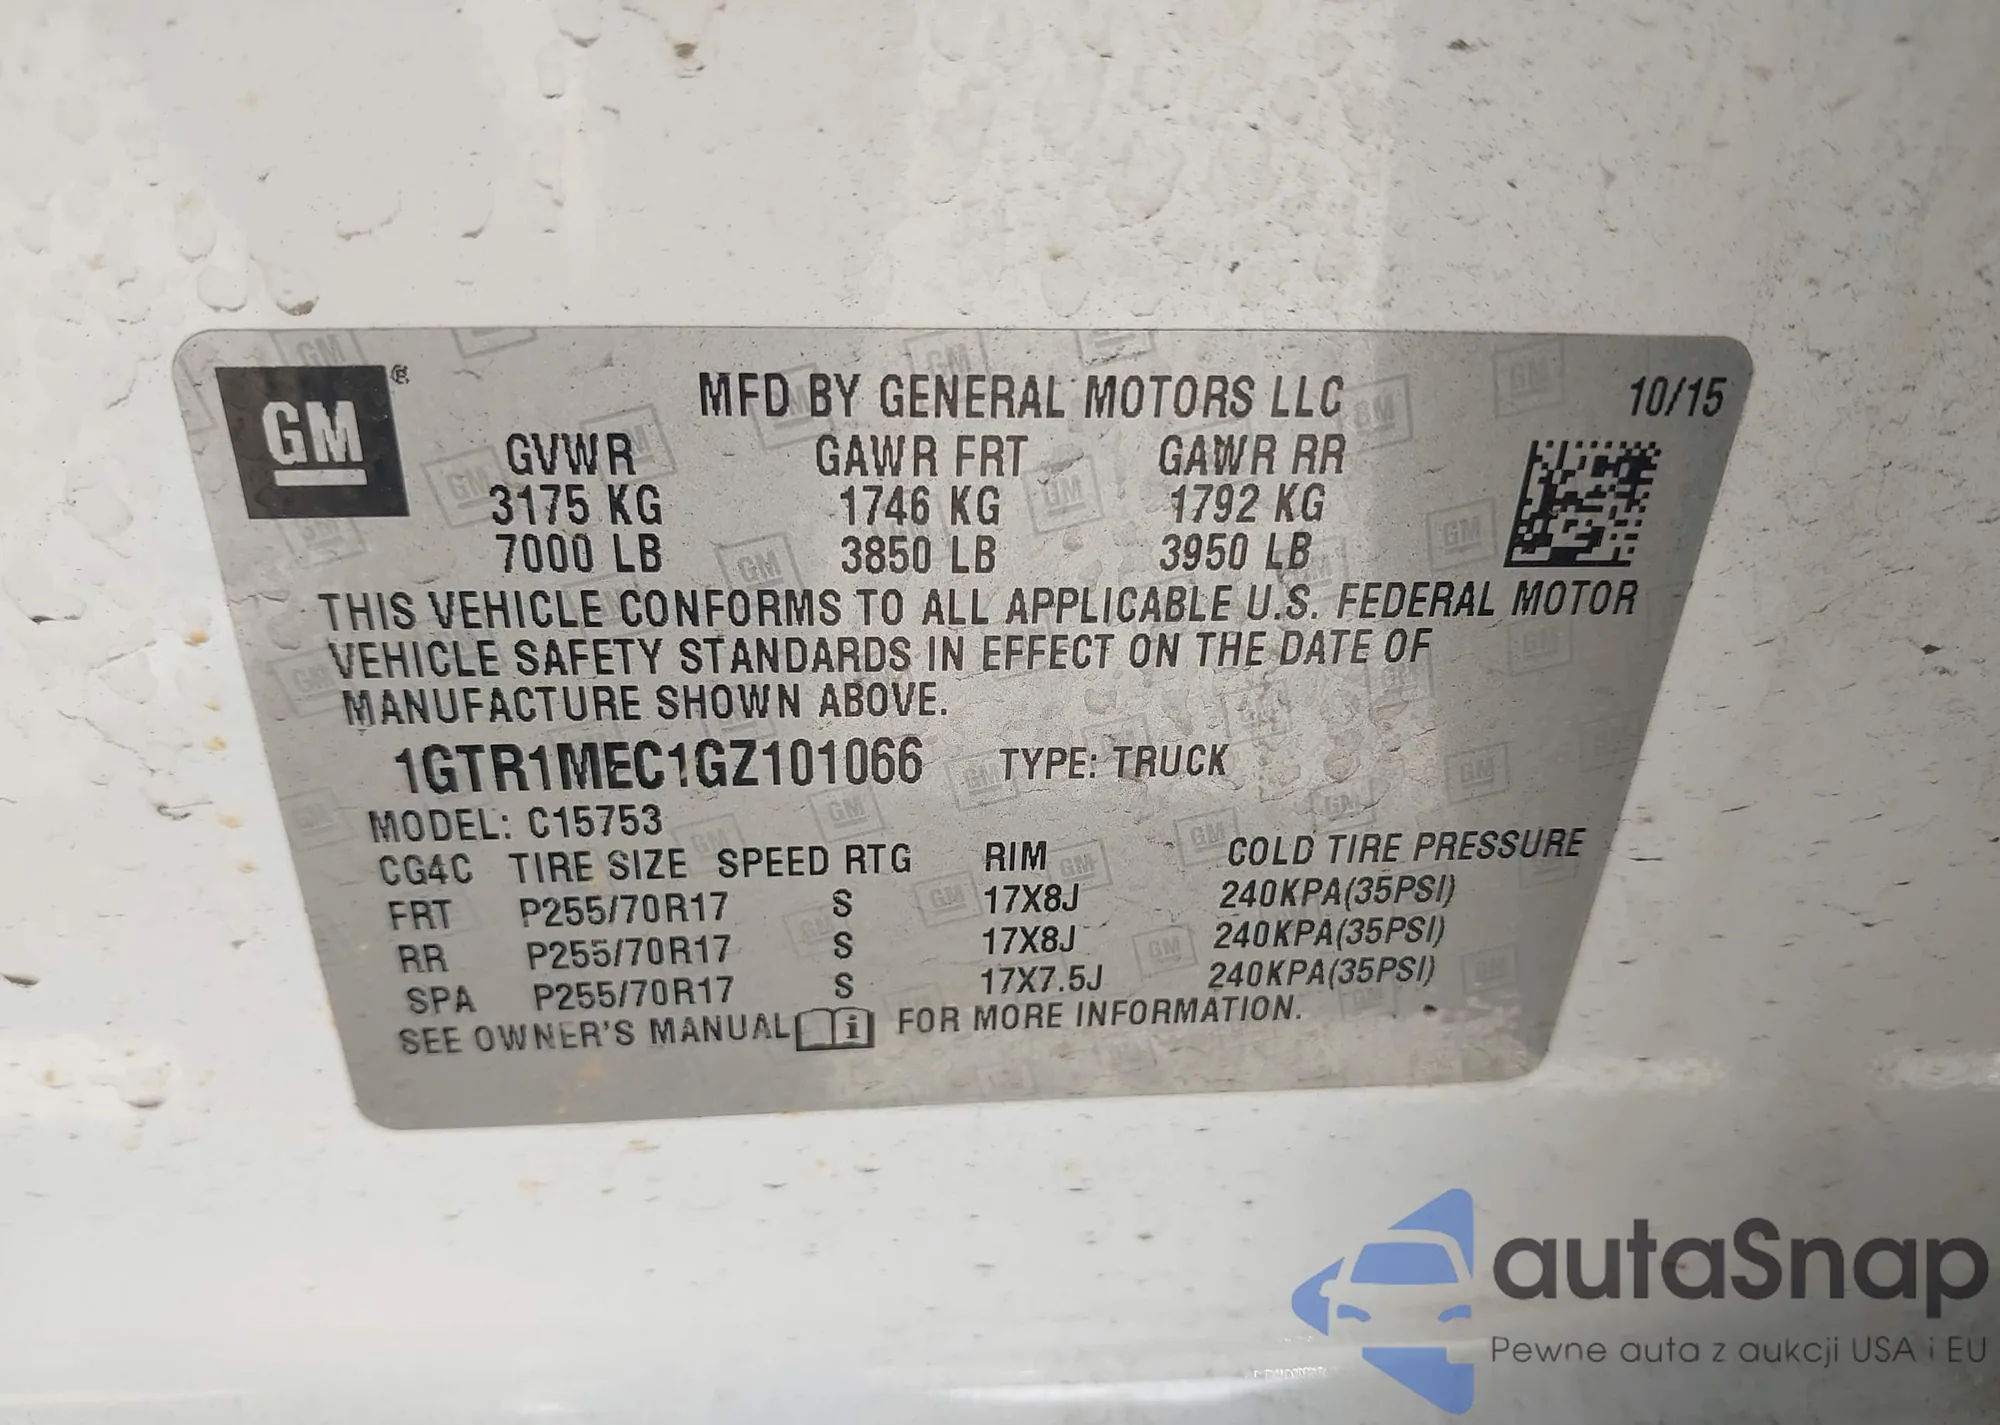 GM ® MFD BY GENERAL MOTORS LLC 10/15
GVWR GAWR FRT GAWR RR
3175 KG 1746 KG 1792 KG
7000 LB 3850 LB 3950 LB
THIS VEHICLE CONFORMS TO ALL APPLICABLE U.S. FEDERAL MOTOR
VEHICLE SAFETY STANDARDS IN EFFECT ON THE DATE OF
MANUFACTURE SHOWN ABOVE.
1GTR1MEC1GZ101066 TYPE: TRUCK
MODEL: C15753
CG4C TIRE SIZE SPEED RTG RIM COLD TIRE PRESSURE
FRT P255/70R17 S 17X8J 240KPA(35PSI)
RR P255/70R17 S 17X8J 240KPA(35PSI)
SPA P255/70R17 S 17X7.5J 240KPA(35PSI)
SEE OWNER'S MANUAL i FOR MORE INFORMATION.
autaSnap
Pewne auta z aukcji USA i EU